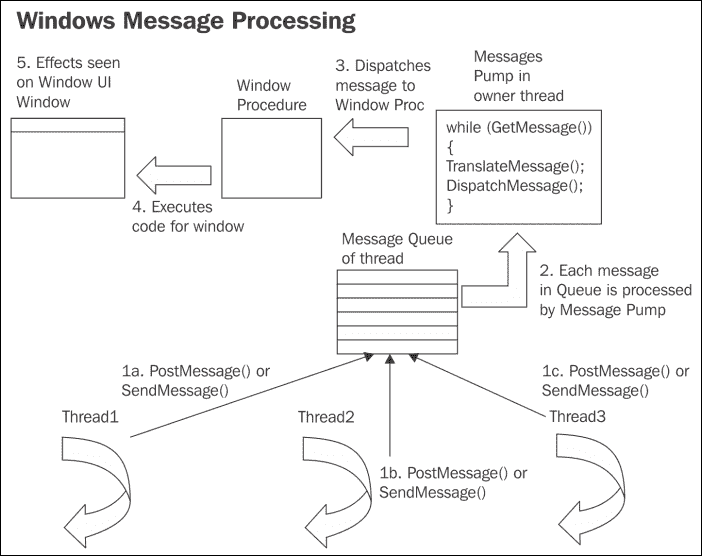 Windows Message Processing
5. Effects seen
on Window UI
Window
Window
Procedure
3. Dispatches
message to
Window Proc
Messages
Pump in
owner thread
while (GetMessage())
{
TranslateMessage();
DispatchMessage();
}
4. Executes
code for window
Message Queue
of thread
2. Each message
in Queue is processed
by Message Pump
1a. PostMessage() or
SendMessage()
1c. PostMessage() or
SendMessage()
Thread1
Thread2
Thread3
1b. PostMessage() or
SendMessage()